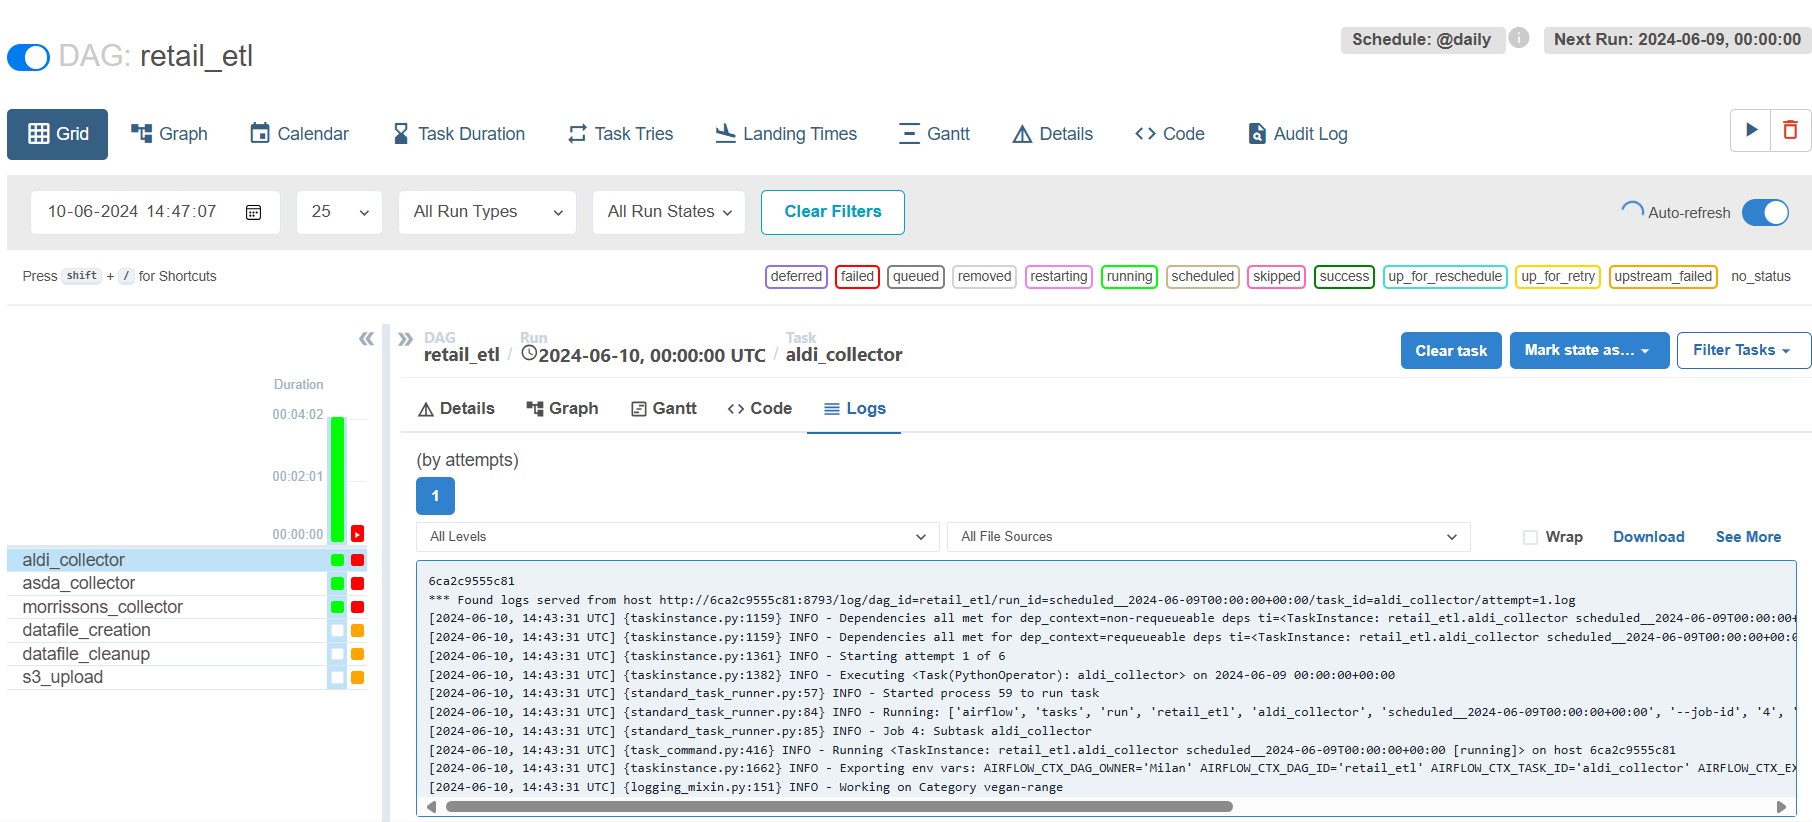 DAG: retail_etl
Schedule: @daily
Next Run: 2024-06-09, 00:00:00
Grid
Graph
Calendar
Task Duration
Task Tries
Landing Times
Gantt
Details
Code
Audit Log
10-06-2024 14:47:07
25
All Run Types
All Run States
Clear Filters
Auto-refresh
Press shift + / for Shortcuts
deferred
failed
queued
removed
restarting
running
scheduled
skipped
success
up_for_reschedule
up_for_retry
upstream_failed
no_status
Duration
00:04:02
00:02:01
00:00:00
aldi_collector
asda_collector
morrissons_collector
datafile_creation
datafile_cleanup
s3_upload
DAG
retail_etl
/
Run
2024-06-10, 00:00:00 UTC
/
Task
aldi_collector
Clear task
Mark state as...
Filter Tasks
Details
Graph
Gantt
Code
Logs
(by attempts)
1
All Levels
All File Sources
Wrap
Download
See More
6ca2c9555c81
*** Found logs served from host http://6ca2c9555c81:8793/log/dag_id=retail_etl/run_id=scheduled__2024-06-09T00:00:00+00:00/task_id=aldi_collector/attempt=1.log
[2024-06-10, 14:43:31 UTC] {taskinstance.py:1159} INFO - Dependencies all met for dep_context=non-requeueable deps ti=<TaskInstance: retail_etl.aldi_collector scheduled__2024-06-09T00:00:00+
[2024-06-10, 14:43:31 UTC] {taskinstance.py:1159} INFO - Dependencies all met for dep_context=requeueable deps ti=<TaskInstance: retail_etl.aldi_collector scheduled__2024-06-09T00:00:00+00:0
[2024-06-10, 14:43:31 UTC] {taskinstance.py:1361} INFO - Starting attempt 1 of 6
[2024-06-10, 14:43:31 UTC] {taskinstance.py:1382} INFO - Executing <Task(PythonOperator): aldi_collector> on 2024-06-09 00:00:00+00:00
[2024-06-10, 14:43:31 UTC] {standard_task_runner.py:57} INFO - Started process 59 to run task
[2024-06-10, 14:43:31 UTC] {standard_task_runner.py:84} INFO - Running: ['airflow', 'tasks', 'run', 'retail_etl', 'aldi_collector', 'scheduled__2024-06-09T00:00:00+00:00', '--job-id', '4', '
[2024-06-10, 14:43:31 UTC] {standard_task_runner.py:85} INFO - Job 4: Subtask aldi_collector
[2024-06-10, 14:43:31 UTC] {task_command.py:416} INFO - Running <TaskInstance: retail_etl.aldi_collector scheduled__2024-06-09T00:00:00+00:00 [running]> on host 6ca2c9555c81
[2024-06-10, 14:43:31 UTC] {taskinstance.py:1662} INFO - Exporting env vars: AIRFLOW_CTX_DAG_OWNER='Milan' AIRFLOW_CTX_DAG_ID='retail_etl' AIRFLOW_CTX_TASK_ID='aldi_collector' AIRFLOW_CTX_EX
[2024-06-10, 14:43:31 UTC] {logging_mixin.py:151} INFO - Working on Category vegan-range